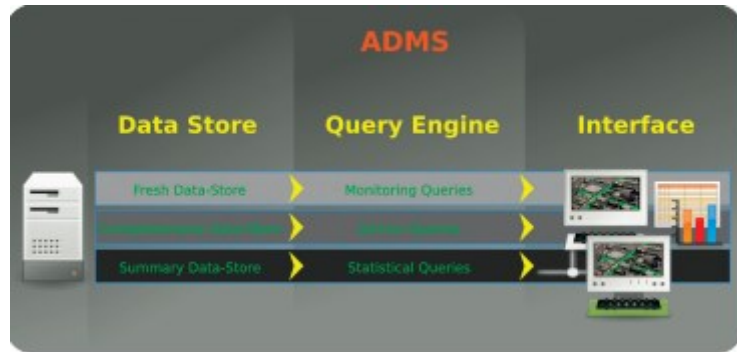 ADMS
Data Store Query Engine Interface
Fresh Data-Store Monitoring Queries
Summary Data-Store Statistical Queries